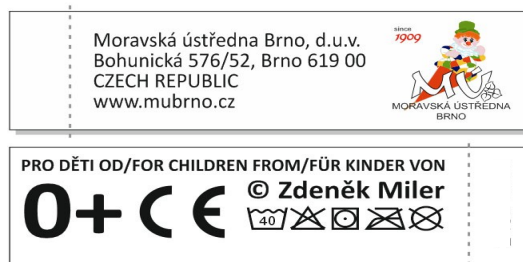 Moravská ústředna Brno, d.u.v.
Bohunická 576/52, Brno 619 00
CZECH REPUBLIC
www.mubrno.cz
since
1909
MÚ
MORAVSKÁ ÚSTŘEDNA
BRNO
PRO DĚTI OD/FOR CHILDREN FROM/FÜR KINDER VON
0+ CE
© Zdeněk Miler
40